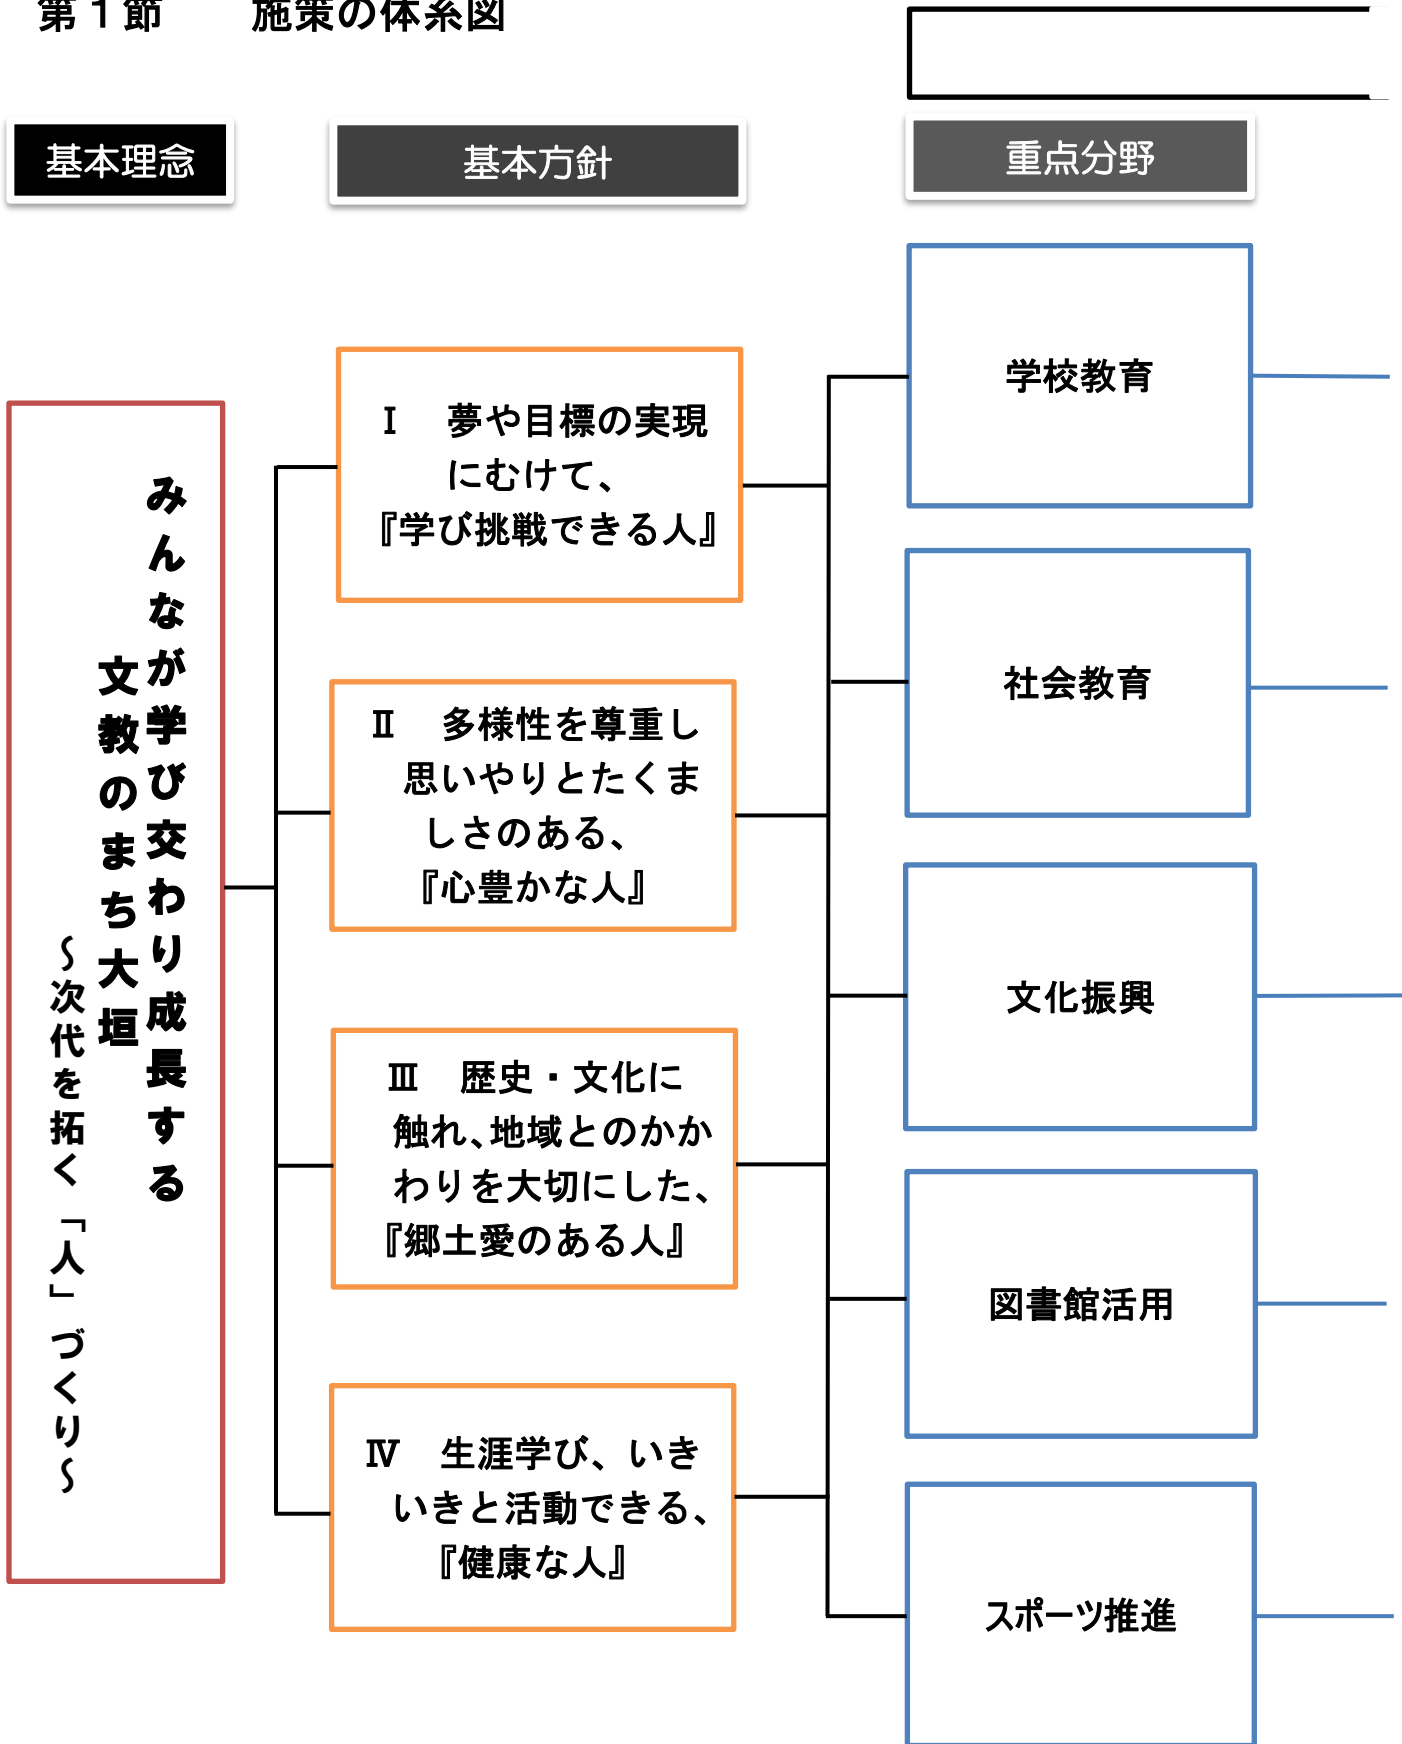 第１節　　施策の体系図
基本理念
基本方針
重点分野
みんなが学び交わり成長する
文教のまち大垣
～次代を拓く「人」づくり～
Ⅰ　夢や目標の実現
にむけて、
『学び挑戦できる人』
Ⅱ　多様性を尊重し
思いやりとたくま
しさのある、
『心豊かな人』
Ⅲ　歴史・文化に
触れ、地域とのかか
わりを大切にした、
『郷土愛のある人』
Ⅳ　生涯学び、いき
いきと活動できる、
『健康な人』
学校教育
社会教育
文化振興
図書館活用
スポーツ推進